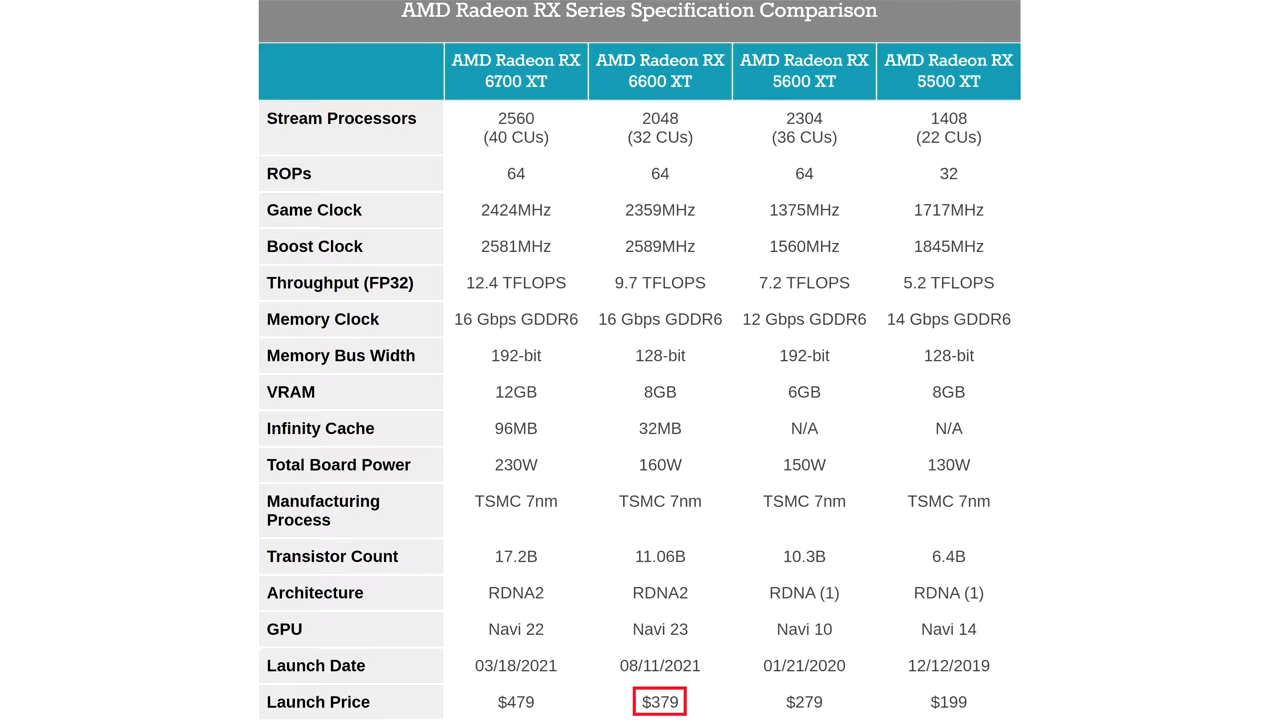 AMD Radeon RX Series Specification Comparison
AMD Radeon RX 6700 XT AMD Radeon RX 6600 XT AMD Radeon RX 5600 XT AMD Radeon RX 5500 XT
Stream Processors 2560 (40 CUs) 2048 (32 CUs) 2304 (36 CUs) 1408 (22 CUs)
ROPs 64 64 64 32
Game Clock 2424MHz 2359MHz 1375MHz 1717MHz
Boost Clock 2581MHz 2589MHz 1560MHz 1845MHz
Throughput (FP32) 12.4 TFLOPS 9.7 TFLOPS 7.2 TFLOPS 5.2 TFLOPS
Memory Clock 16 Gbps GDDR6 16 Gbps GDDR6 12 Gbps GDDR6 14 Gbps GDDR6
Memory Bus Width 192-bit 128-bit 192-bit 128-bit
VRAM 12GB 8GB 6GB 8GB
Infinity Cache 96MB 32MB N/A N/A
Total Board Power 230W 160W 150W 130W
Manufacturing Process TSMC 7nm TSMC 7nm TSMC 7nm TSMC 7nm
Transistor Count 17.2B 11.06B 10.3B 6.4B
Architecture RDNA2 RDNA2 RDNA (1) RDNA (1)
GPU Navi 22 Navi 23 Navi 10 Navi 14
Launch Date 03/18/2021 08/11/2021 01/21/2020 12/12/2019
Launch Price $479 $379 $279 $199